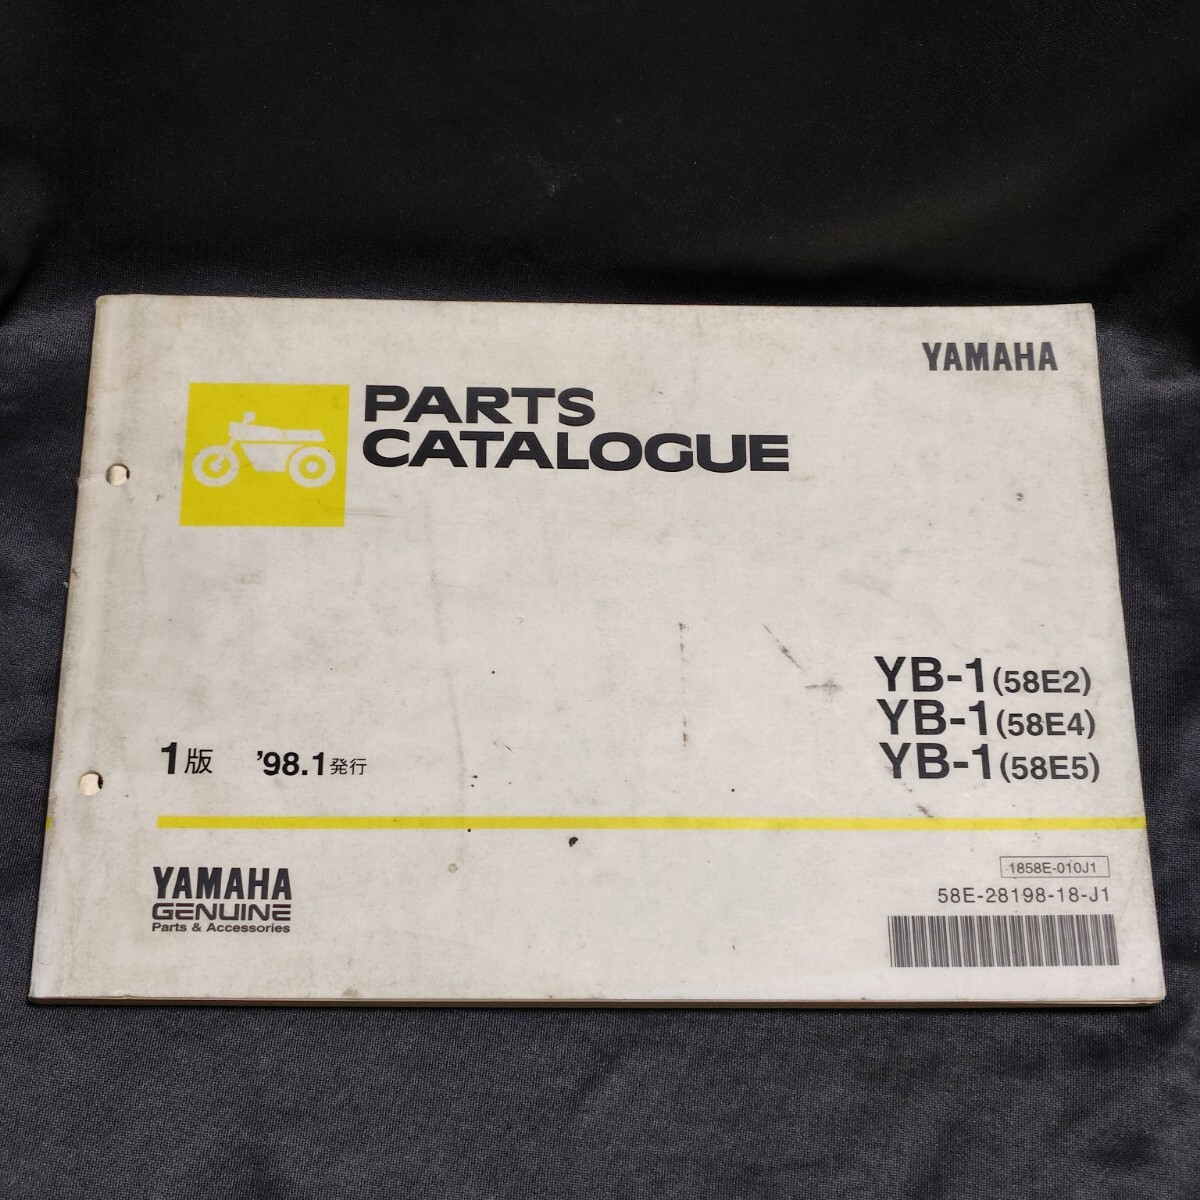 YAMAHA
PARTS
CATALOGUE
YB-1(58E2)
YB-1(58E4)
YB-1(58E5)
1版 '98.1発行
YAMAHA
GENUINE
Parts & Accessories
1858E-010J1
58E-28198-18-J1